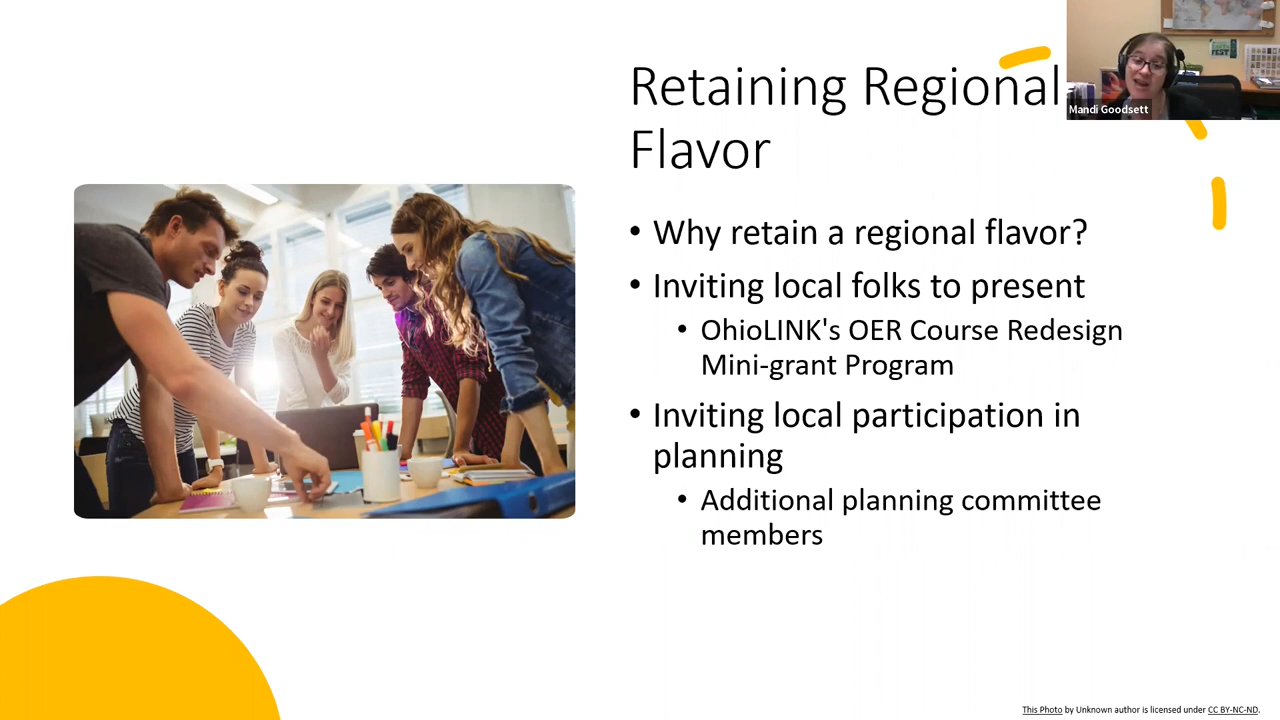 Retaining Regional
Flavor
Mandi Goodsett
• Why retain a regional flavor?
• Inviting local folks to present
• OhioLINK's OER Course Redesign
Mini-grant Program
• Inviting local participation in
planning
• Additional planning committee
members
This Photo by Unknown author is licensed under CC BY-NC-ND.